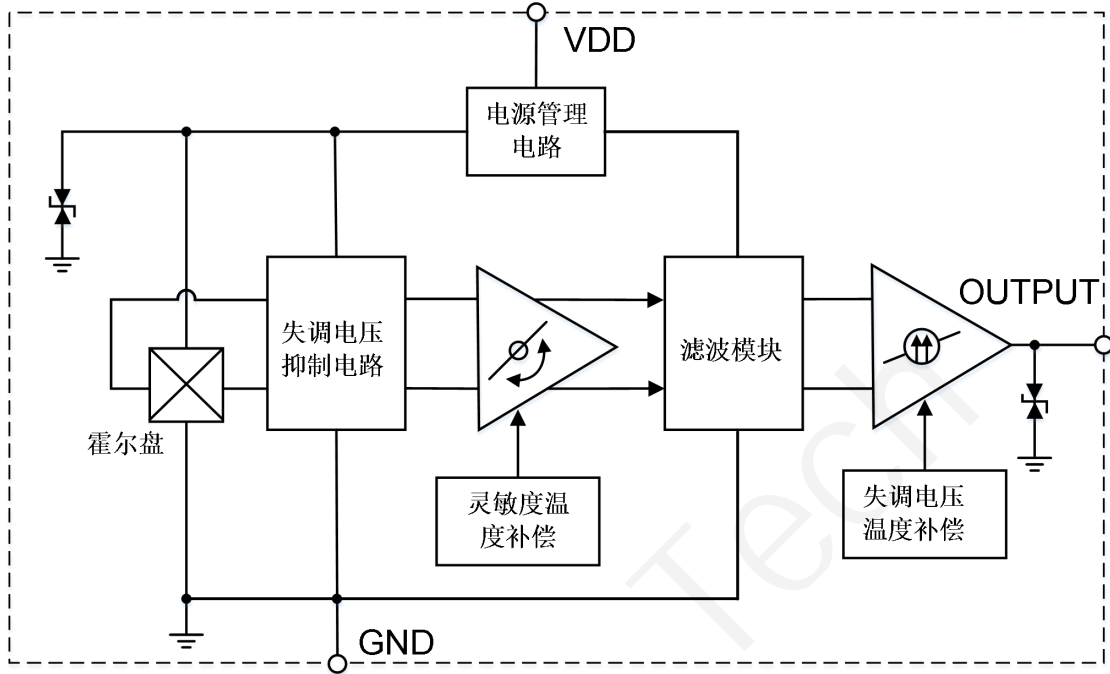 VDD
电源管理
电路
OUTPUT
失调电压
抑制电路
滤波模块
霍尔盘
灵敏度温
度补偿
失调电压
温度补偿
GND
Tech